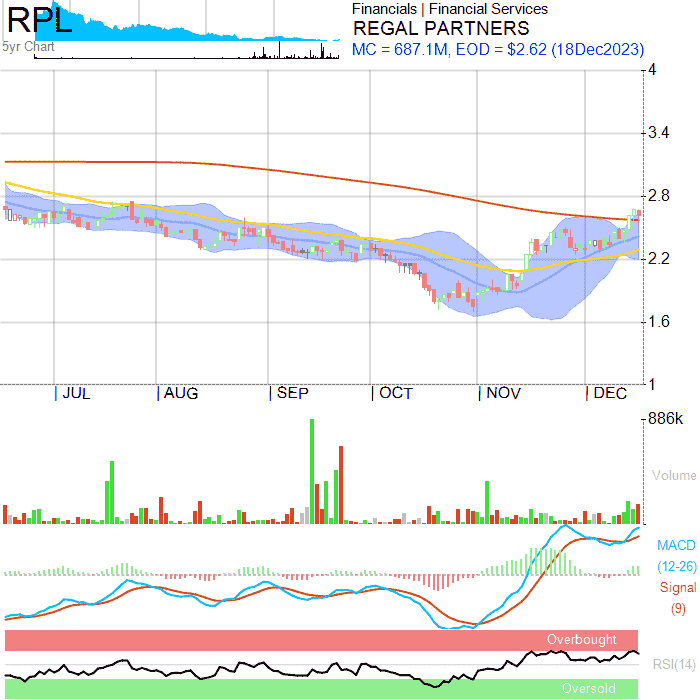 RPL
5yr Chart
Financials | Financial Services
REGAL PARTNERS
MC = 687.1M, EOD = $2.62 (18Dec2023)
4
3.4
2.8
2.2
1.6
1
JUL AUG SEP OCT NOV DEC
886k
Volume
MACD
(12-26)
Signal
(9)
Overbought
RSI(14)
Oversold